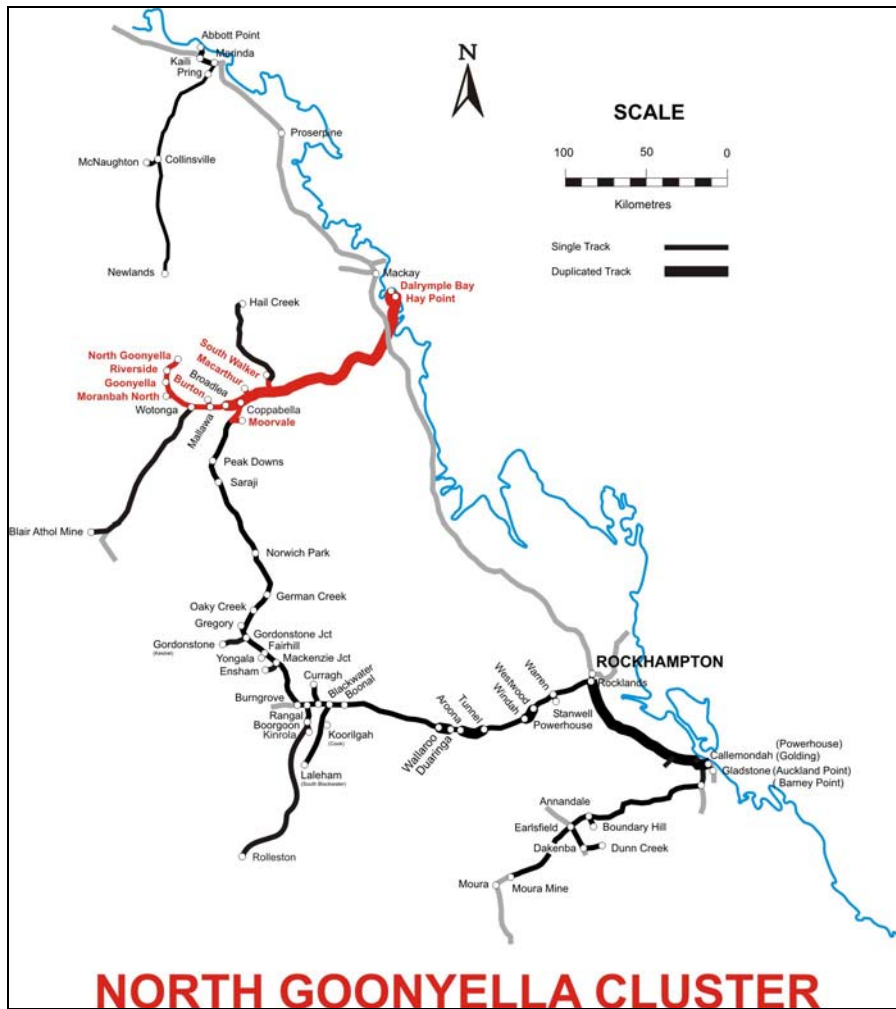 Abbott Point
Kaili
Merinda
Pring
N
SCALE
100
50
0
Kilometres
Proserpine
McNaughton
Collinsville
Single Track
Duplicated Track
Newlands
Mackay
Dalrymple Bay
Hay Point
Hail Creek
North Goonyella
Riverside
Goonyella
Moranbah North
South Walker
Macarthur
Broadlea
Burton
Wotonga
Mallawa
Coppabella
Moorvale
Peak Downs
Saraji
Blair Athol Mine
Norwich Park
German Creek
Oaky Creek
Gregory
Gordonstone Jct
Gordonstone
(Kestrel)
Fairhill
Yongala
Mackenzie Jct
Ensham
Curragh
Burngrove
Blackwater
Boonal
Rangal
Boorgoon
Kinrola
Koorilgah
(Cook)
Laleham
(South Blackwater)
Rolleston
Wallaroo
Duaringa
Aroona
Tunnel
Windah
Westwood
Warren
Stanwell
Powerhouse
ROCKHAMPTON
Rocklands
Callemondah (Powerhouse)
(Golding)
Gladstone (Auckland Point)
( Barney Point)
Annandale
Earlsfield
Boundary Hill
Dakenba
Dunn Creek
Moura
Moura Mine
NORTH GOONYELLA CLUSTER